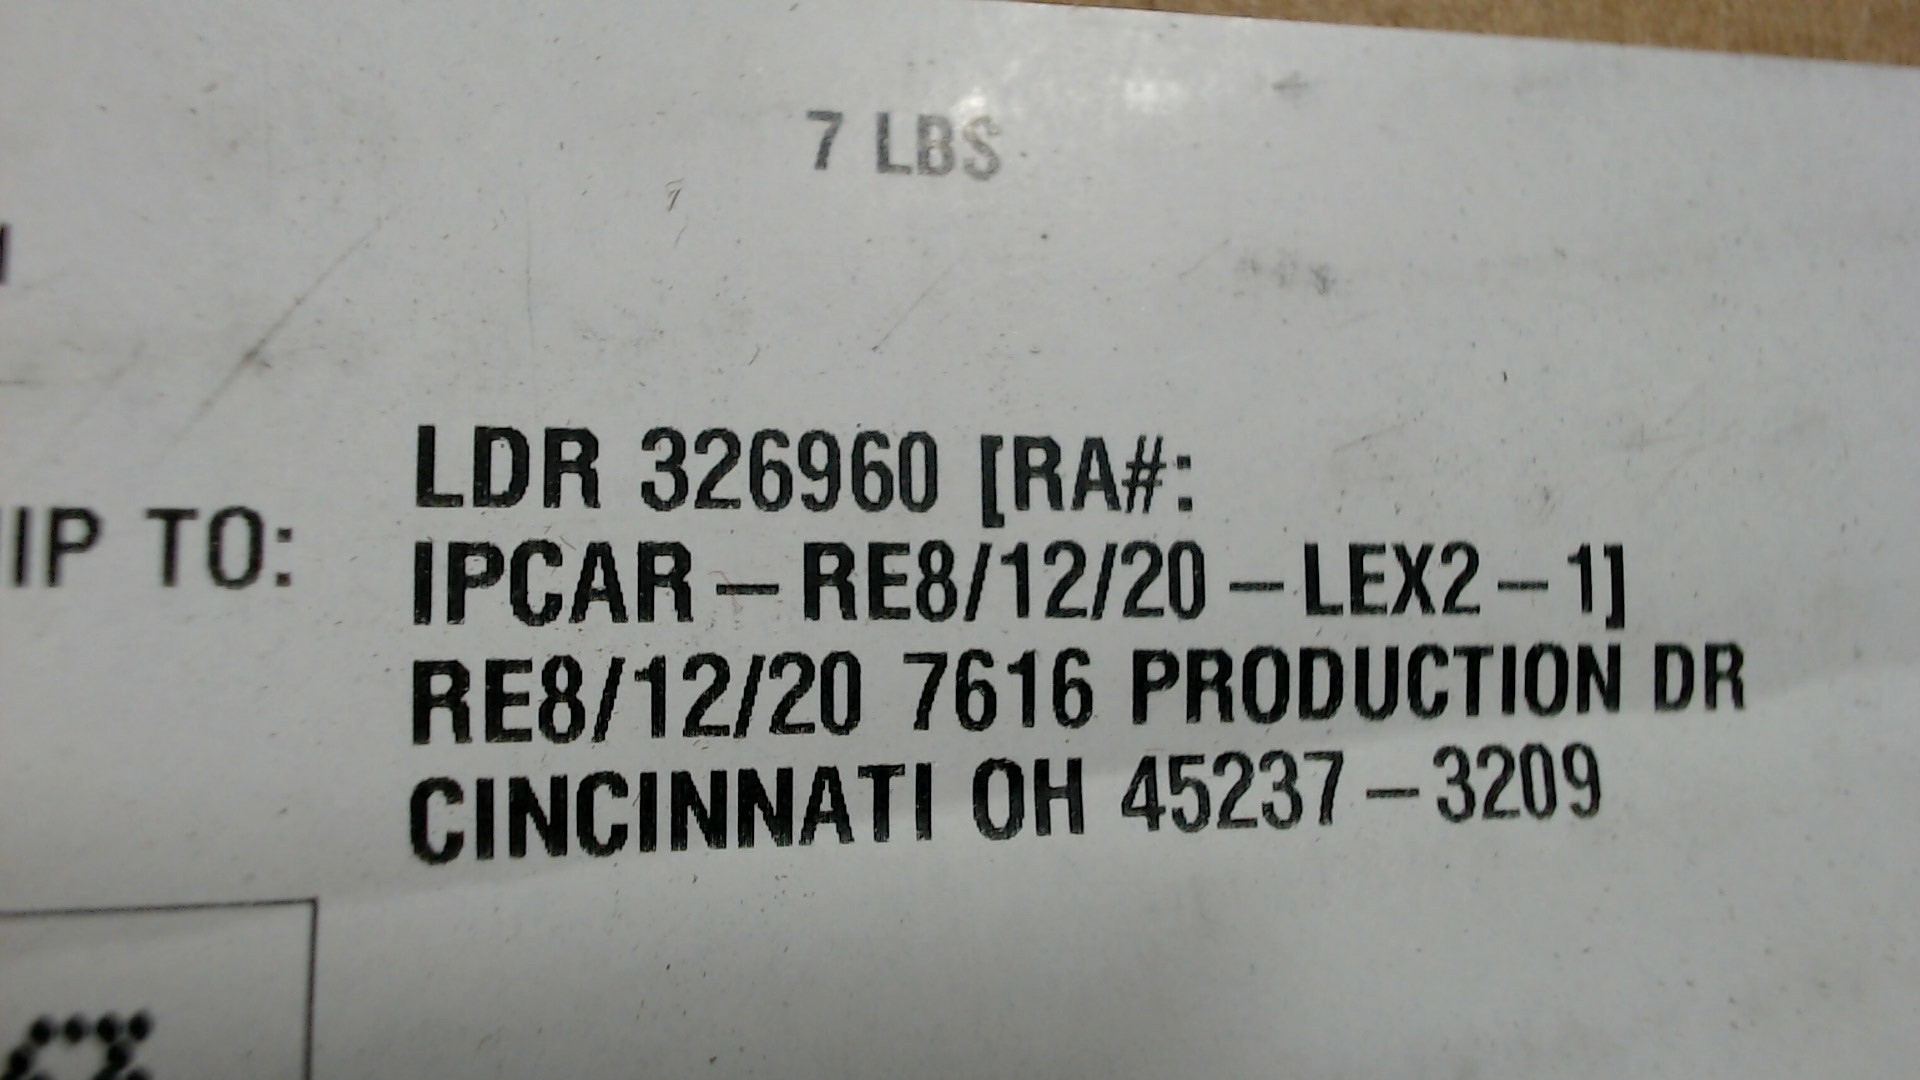 7 LBS
LDR 326960 [RA#:
IP TO:
IPCAR-RE8/12/20-LEX2-1]
RE8/12/20 7616 PRODUCTION DR
CINCINNATI OH 45237-3209